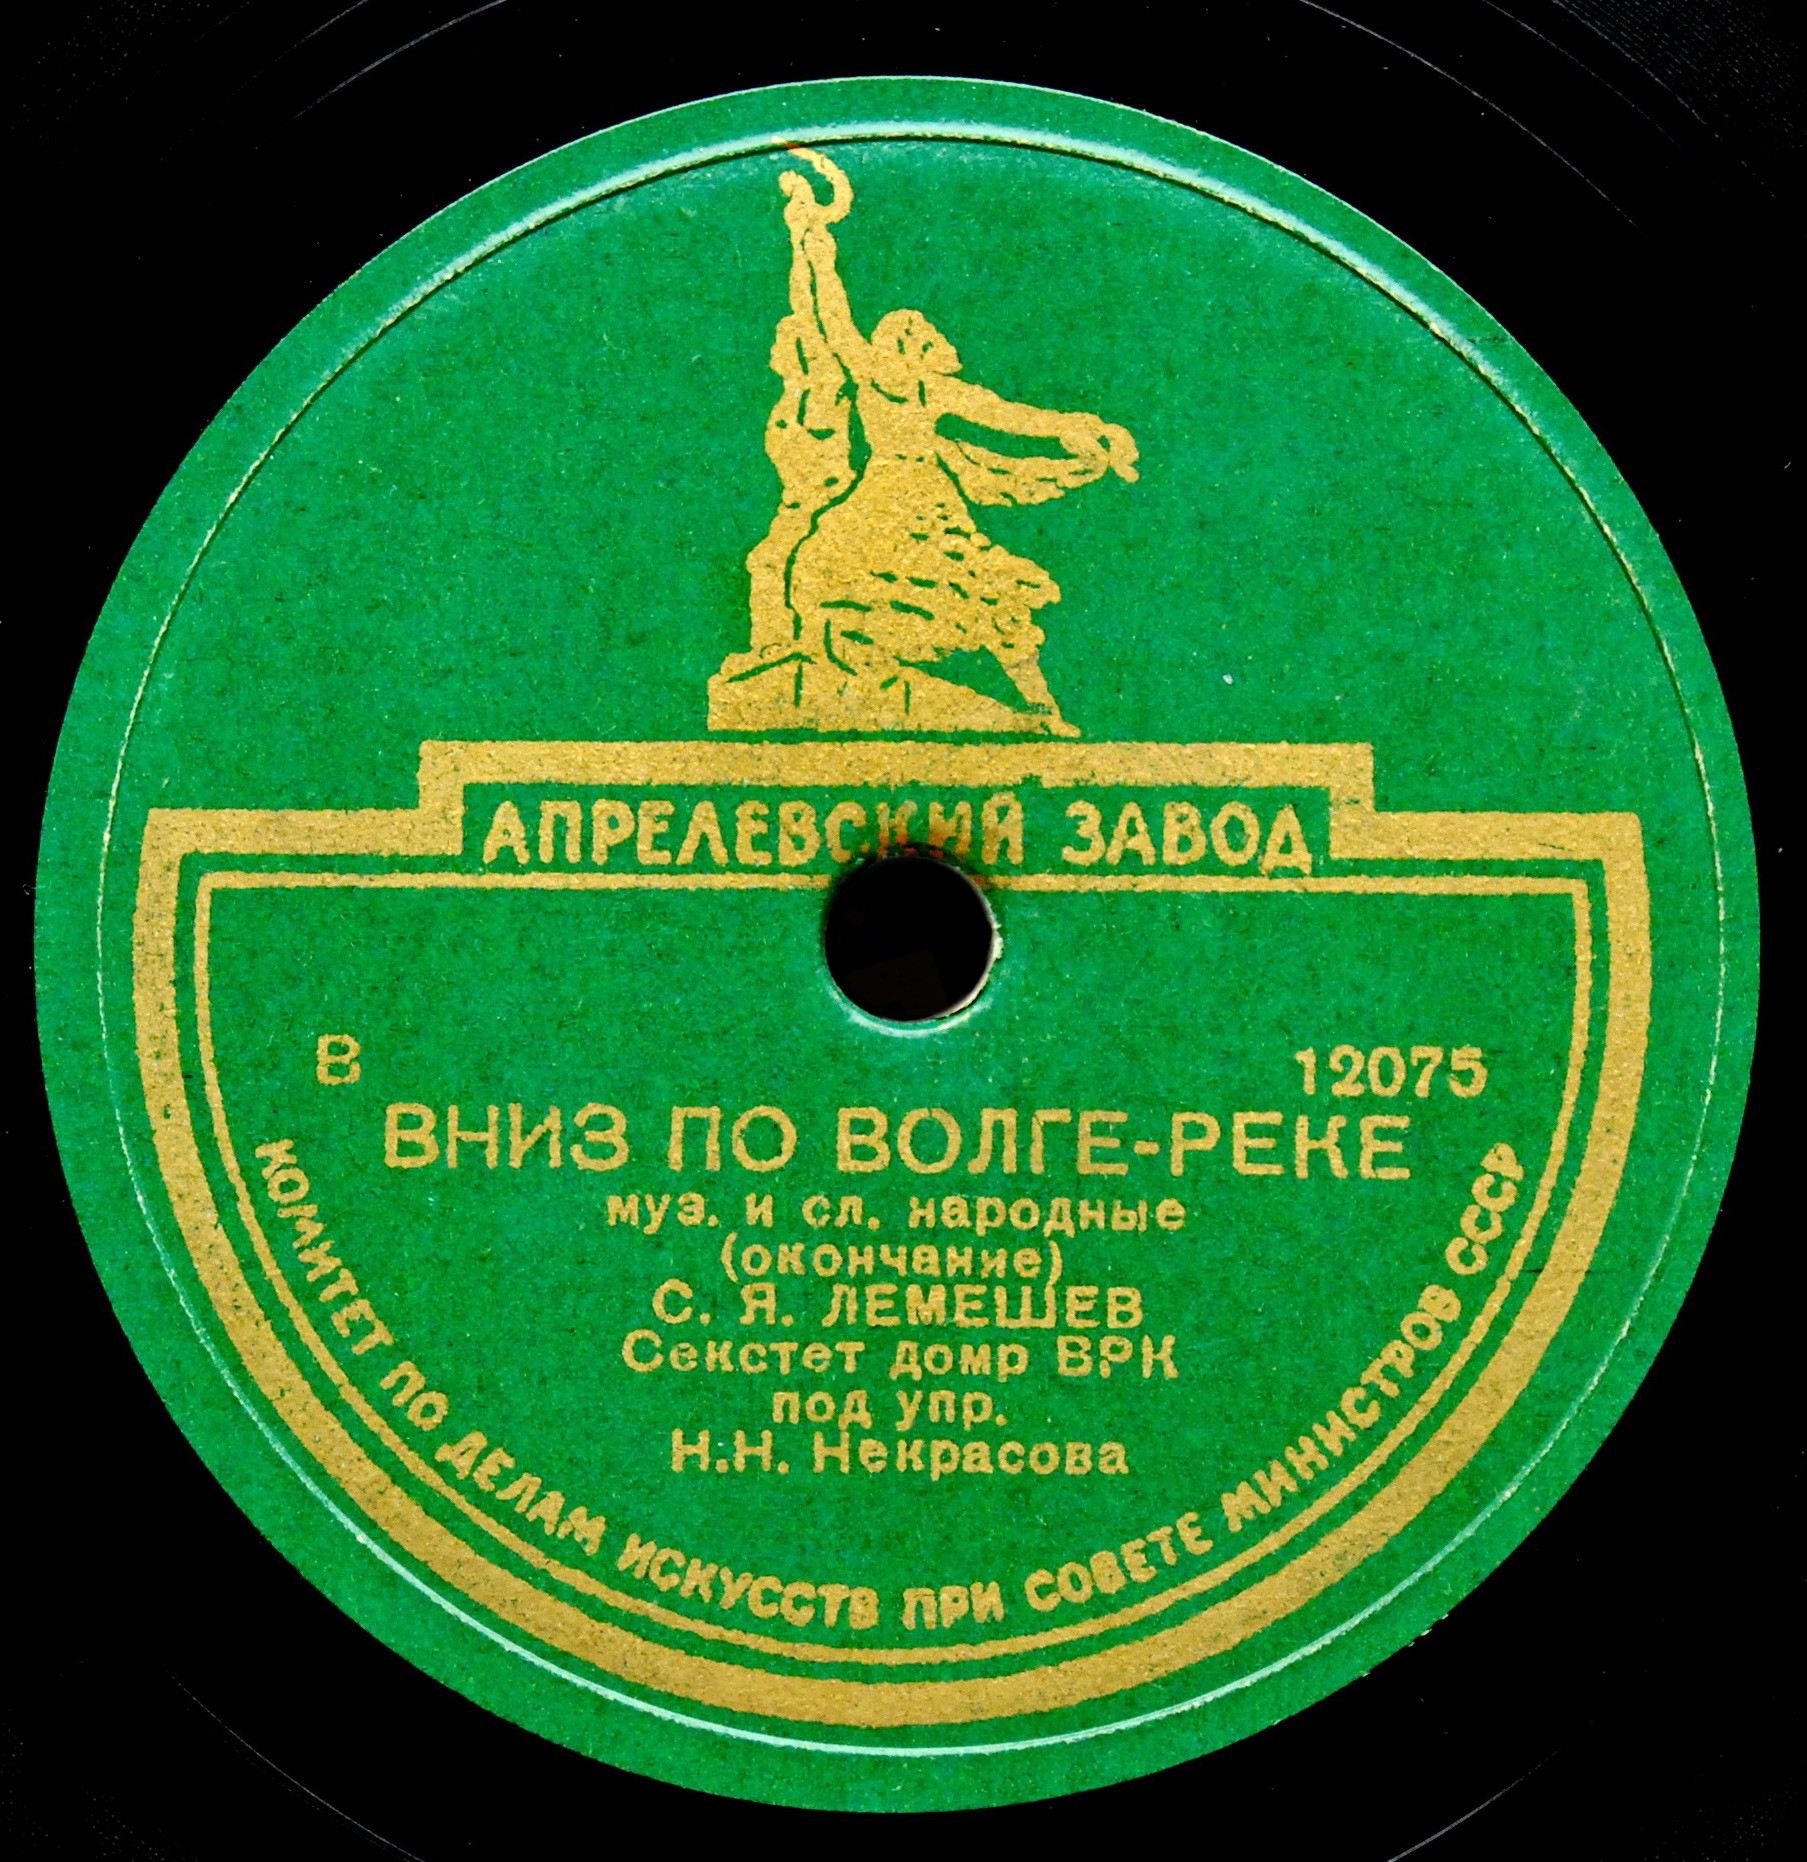 АПРЕЛЕВСКИЙ ЗАВОД
В 12075
ВНИЗ ПО ВОЛГЕ-РЕКЕ
муз. и сл. народные
(окончание)
С. Я. ЛЕМЕШЕВ
Секстет домр ВРК
под упр.
Н.Н. Некрасова
КОМИТЕТ ПО ДЕЛАМ ИСКУССТВ ПРИ СОВЕТЕ МИНИСТРОВ СССР